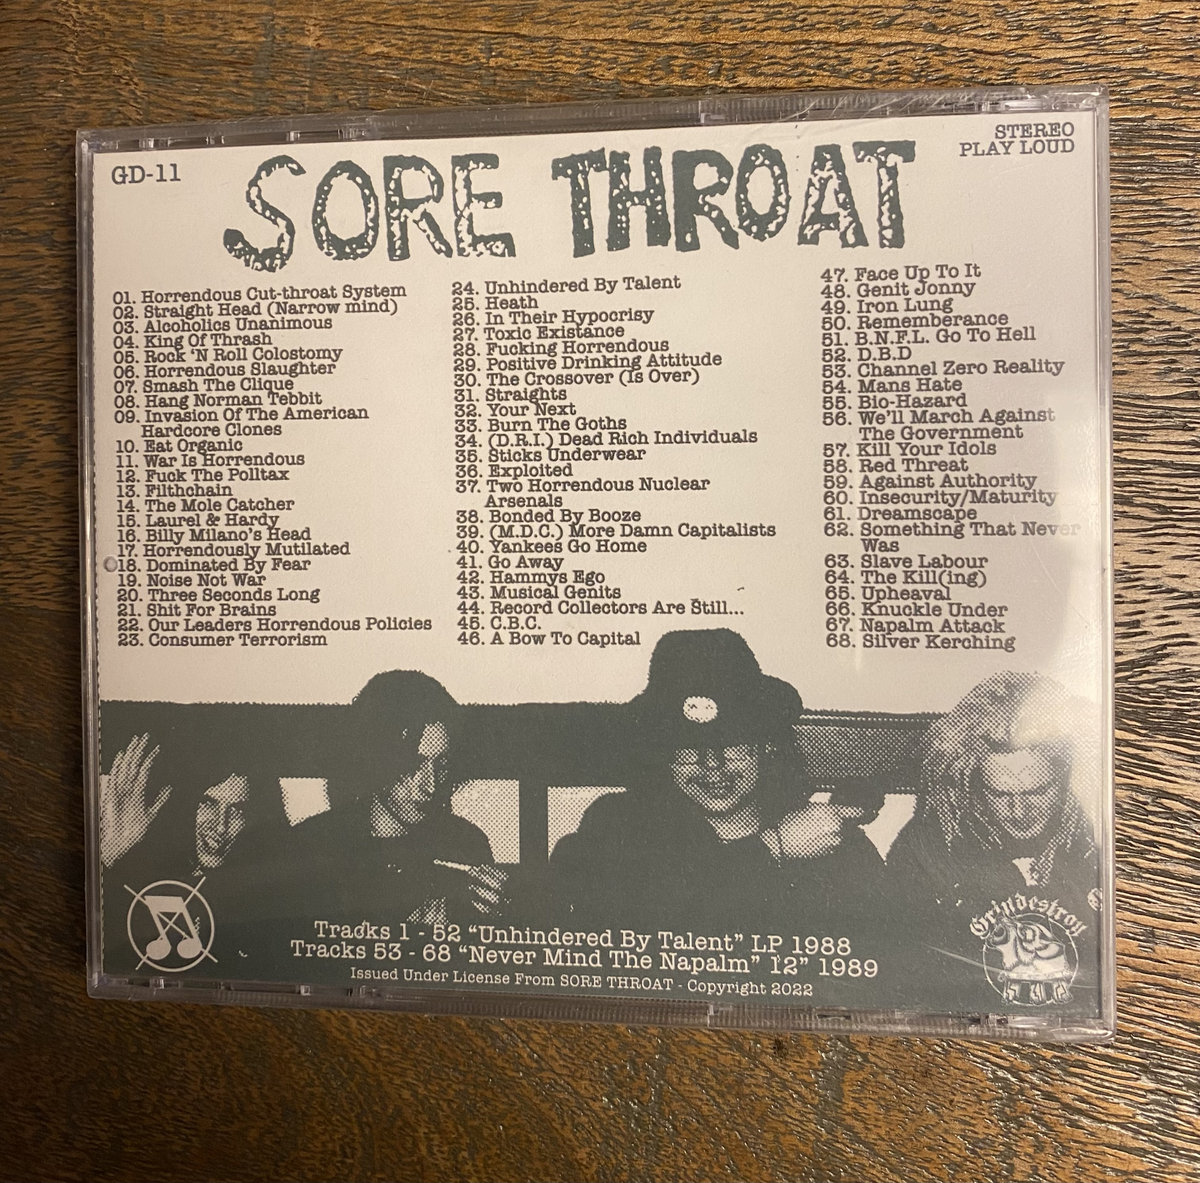 GD-11
SORE THROAT
STEREO
PLAY LOUD
01. Horrendous Cut-throat System
02. Straight Head (Narrow mind)
03. Alcoholics Unanimous
04. King Of Thrash
05. Rock 'N Roll Colostomy
06. Horrendous Slaughter
07. Smash The Clique
08. Hang Norman Tebbit
09. Invasion Of The American
Hardcore Clones
10. Eat Organic
11. War Is Horrendous
12. Fuck The Polltax
13. Filthchain
14. The Mole Catcher
15. Laurel & Hardy
16. Billy Milano's Head
17. Horrendously Mutilated
18. Dominated By Fear
19. Noise Not War
20. Three Seconds Long
21. Shit For Brains
22. Our Leaders Horrendous Policies
23. Consumer Terrorism
24. Unhindered By Talent
25. Heath
26. In Their Hypocrisy
27. Toxic Existance
28. Fucking Horrendous
29. Positive Drinking Attitude
30. The Crossover (Is Over)
31. Straights
32. Your Next
33. Burn The Goths
34. (D.R.I.) Dead Rich Individuals
35. Sticks Underwear
36. Exploited
37. Two Horrendous Nuclear
Arsenals
38. Bonded By Booze
39. (M.D.C.) More Damn Capitalists
40. Yankees Go Home
41. Go Away
42. Hammys Ego
43. Musical Genits
44. Record Collectors Are Still...
45. C.B.C.
46. A Bow To Capital
47. Face Up To It
48. Genit Jonny
49. Iron Lung
50. Rememberance
51. B.N.F.L. Go To Hell
52. D.B.D
53. Channel Zero Reality
54. Mans Hate
55. Bio-Hazard
56. We'll March Against
The Government
57. Kill Your Idols
58. Red Threat
59. Against Authority
60. Insecurity/Maturity
61. Dreamscape
62. Something That Never
Was
63. Slave Labour
64. The Kill(ing)
65. Upheaval
66. Knuckle Under
67. Napalm Attack
68. Silver Kerching
Tracks 1 - 52 "Unhindered By Talent" LP 1988
Tracks 53 - 68 "Never Mind The Napalm" 12" 1989
Issued Under License From SORE THROAT - Copyright 2022
Grindestroy